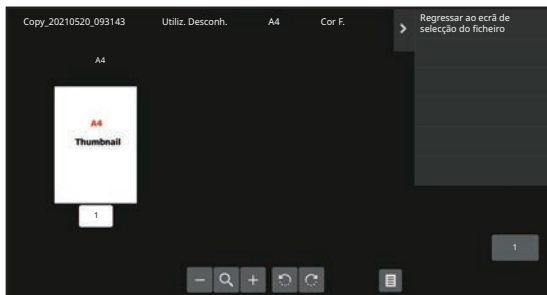 Copy_20210520_093143 Utiliz. Desconh. A4 Cor F.
Regressar ao ecrã de
selecção do ficheiro
A4
A4
Thumbnail
1
1